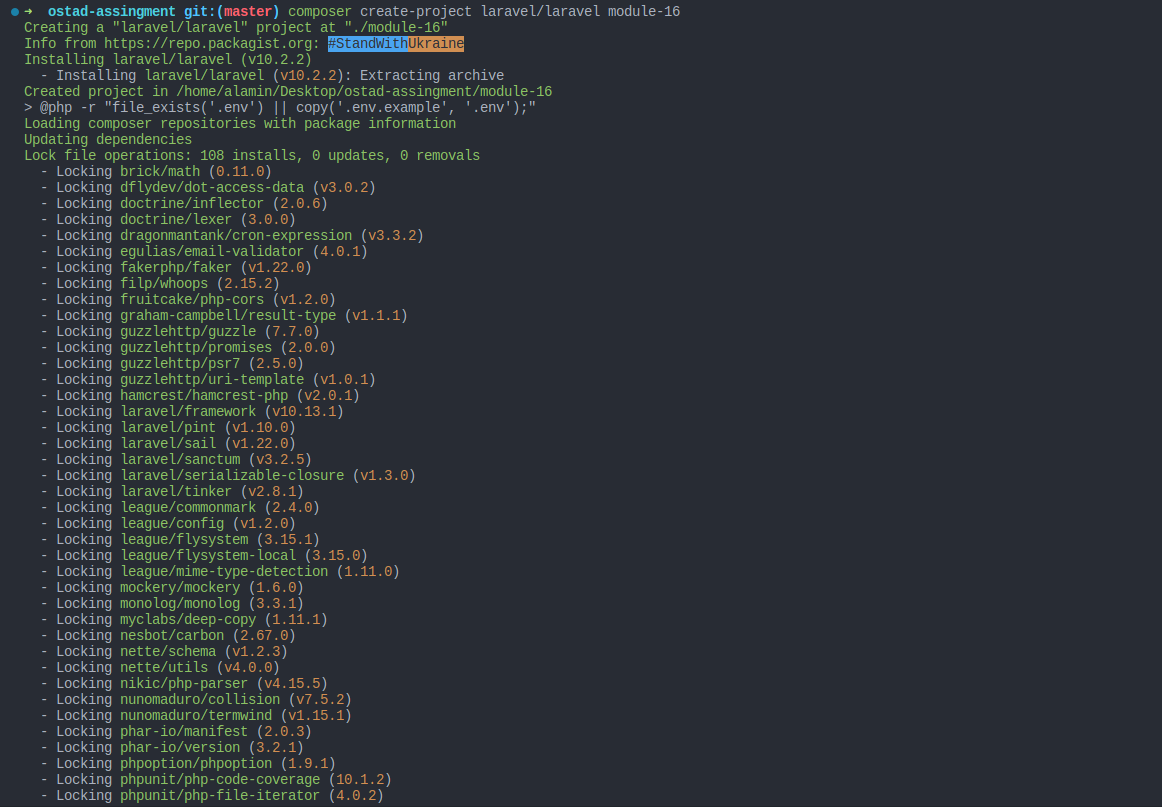 ➜ ostad-assingment git:(master) composer create-project laravel/laravel module-16
Creating a "laravel/laravel" project at "./module-16"
Info from https://repo.packagist.org: #StandWithUkraine
Installing laravel/laravel (v10.2.2)
- Installing laravel/laravel (v10.2.2): Extracting archive
Created project in /home/alamin/Desktop/ostad-assingment/module-16
> @php -r "file_exists('.env') || copy('.env.example', '.env');"
Loading composer repositories with package information
Updating dependencies
Lock file operations: 108 installs, 0 updates, 0 removals
- Locking brick/math (0.11.0)
- Locking dflydev/dot-access-data (v3.0.2)
- Locking doctrine/inflector (2.0.6)
- Locking doctrine/lexer (3.0.0)
- Locking dragonmantank/cron-expression (v3.3.2)
- Locking egulias/email-validator (4.0.1)
- Locking fakerphp/faker (v1.22.0)
- Locking filp/whoops (2.15.2)
- Locking fruitcake/php-cors (v1.2.0)
- Locking graham-campbell/result-type (v1.1.1)
- Locking guzzlehttp/guzzle (7.7.0)
- Locking guzzlehttp/promises (2.0.0)
- Locking guzzlehttp/psr7 (2.5.0)
- Locking guzzlehttp/uri-template (v1.0.1)
- Locking hamcrest/hamcrest-php (v2.0.1)
- Locking laravel/framework (v10.13.1)
- Locking laravel/pint (v1.10.0)
- Locking laravel/sail (v1.22.0)
- Locking laravel/sanctum (v3.2.5)
- Locking laravel/serializable-closure (v1.3.0)
- Locking laravel/tinker (v2.8.1)
- Locking league/commonmark (2.4.0)
- Locking league/config (v1.2.0)
- Locking league/flysystem (3.15.1)
- Locking league/flysystem-local (3.15.0)
- Locking league/mime-type-detection (1.11.0)
- Locking mockery/mockery (1.6.0)
- Locking monolog/monolog (3.3.1)
- Locking myclabs/deep-copy (1.11.1)
- Locking nesbot/carbon (2.67.0)
- Locking nette/schema (v1.2.3)
- Locking nette/utils (v4.0.0)
- Locking nikic/php-parser (v4.15.5)
- Locking nunomaduro/collision (v7.5.2)
- Locking nunomaduro/termwind (v1.15.1)
- Locking phar-io/manifest (2.0.3)
- Locking phar-io/version (3.2.1)
- Locking phpoption/phpoption (1.9.1)
- Locking phpunit/php-code-coverage (10.1.2)
- Locking phpunit/php-file-iterator (4.0.2)